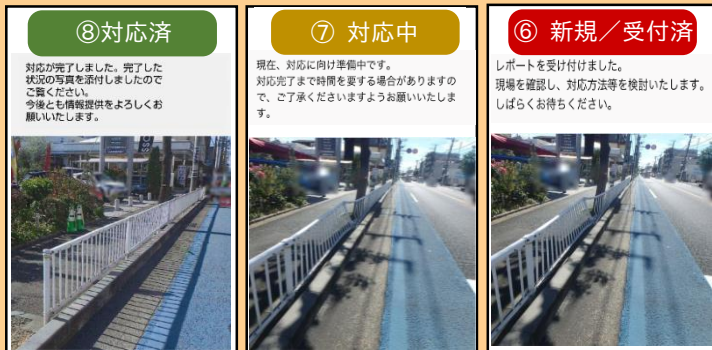 ⑧対応済
対応が完了しました。完了した
状況の写真を添付しましたので
ご覧ください。
今後とも情報提供をよろしくお
願いいたします。
⑦ 対応中
現在、対応に向け準備中です。
対応完了まで時間を要する場合がありますの
で、ご了承くださいますようお願いいたしま
す。
⑥ 新規／受付済
レポートを受け付けました。
現場を確認し、対応方法等を検討いたします。
しばらくお待ちください。